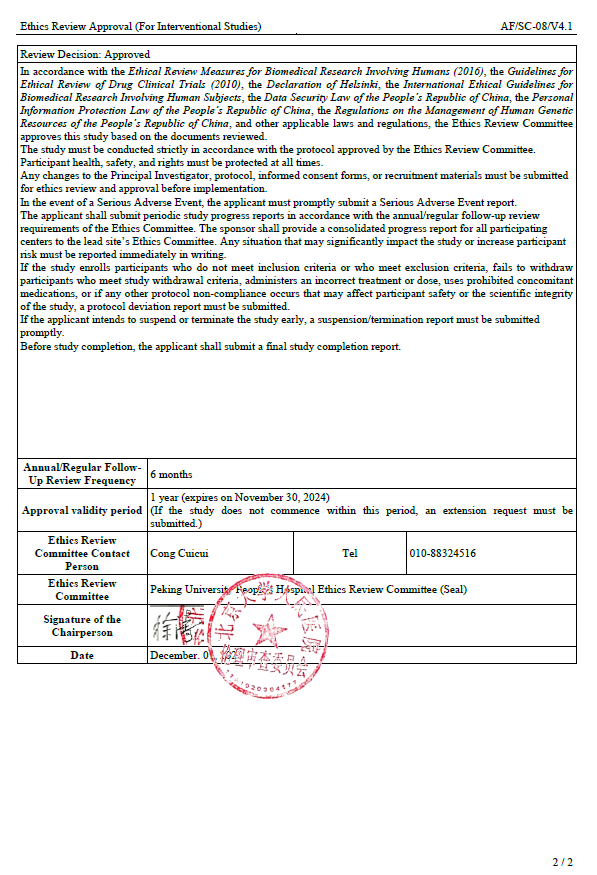 Ethics Review Approval (For Interventional Studies) AF/SC-08/V4.1
Review Decision: Approved
In accordance with the Ethical Review Measures for Biomedical Research Involving Humans (2016), the Guidelines for
Ethical Review of Drug Clinical Trials (2010), the Declaration of Helsinki, the International Ethical Guidelines for
Biomedical Research Involving Human Subjects, the Data Security Law of the People's Republic of China, the Personal
Information Protection Law of the People's Republic of China, the Regulations on the Management of Human Genetic
Resources of the People's Republic of China, and other applicable laws and regulations, the Ethics Review Committee
approves this study based on the documents reviewed.
The study must be conducted strictly in accordance with the protocol approved by the Ethics Review Committee.
Participant health, safety, and rights must be protected at all times.
Any changes to the Principal Investigator, protocol, informed consent forms, or recruitment materials must be submitted
for ethics review and approval before implementation.
In the event of a Serious Adverse Event, the applicant must promptly submit a Serious Adverse Event report.
The applicant shall submit periodic study progress reports in accordance with the annual/regular follow-up review
requirements of the Ethics Committee. The sponsor shall provide a consolidated progress report for all participating
centers to the lead site's Ethics Committee. Any situation that may significantly impact the study or increase participant
risk must be reported immediately in writing.
If the study enrolls participants who do not meet inclusion criteria or who meet exclusion criteria, fails to withdraw
participants who meet study withdrawal criteria, administers an incorrect treatment or dose, uses prohibited concomitant
medications, or if any other protocol non-compliance occurs that may affect participant safety or the scientific integrity
of the study, a protocol deviation report must be submitted.
If the applicant intends to suspend or terminate the study early, a suspension/termination report must be submitted
promptly.
Before study completion, the applicant shall submit a final study completion report.
Annual/Regular Follow-
Up Review Frequency
6 months
Approval validity period
1 year (expires on November 30, 2024)
(If the study does not commence within this period, an extension request must be
submitted.)
Ethics Review
Committee Contact
Person
Cong Cuicui
Tel
010-88324516
Ethics Review
Committee
Peking University People's Hospital Ethics Review Committee (Seal)
Signature of the
Chairperson
北京大学人民医院
伦理审查委员会
Date
December.
2 / 2